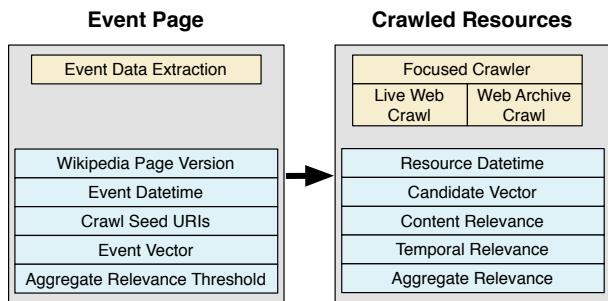 Event Page
Event Data Extraction
Wikipedia Page Version
Event Datetime
Crawl Seed URIs
Event Vector
Aggregate Relevance Threshold
Crawled Resources
Focused Crawler
Live Web
Crawl
Web Archive
Crawl
Resource Datetime
Candidate Vector
Content Relevance
Temporal Relevance
Aggregate Relevance